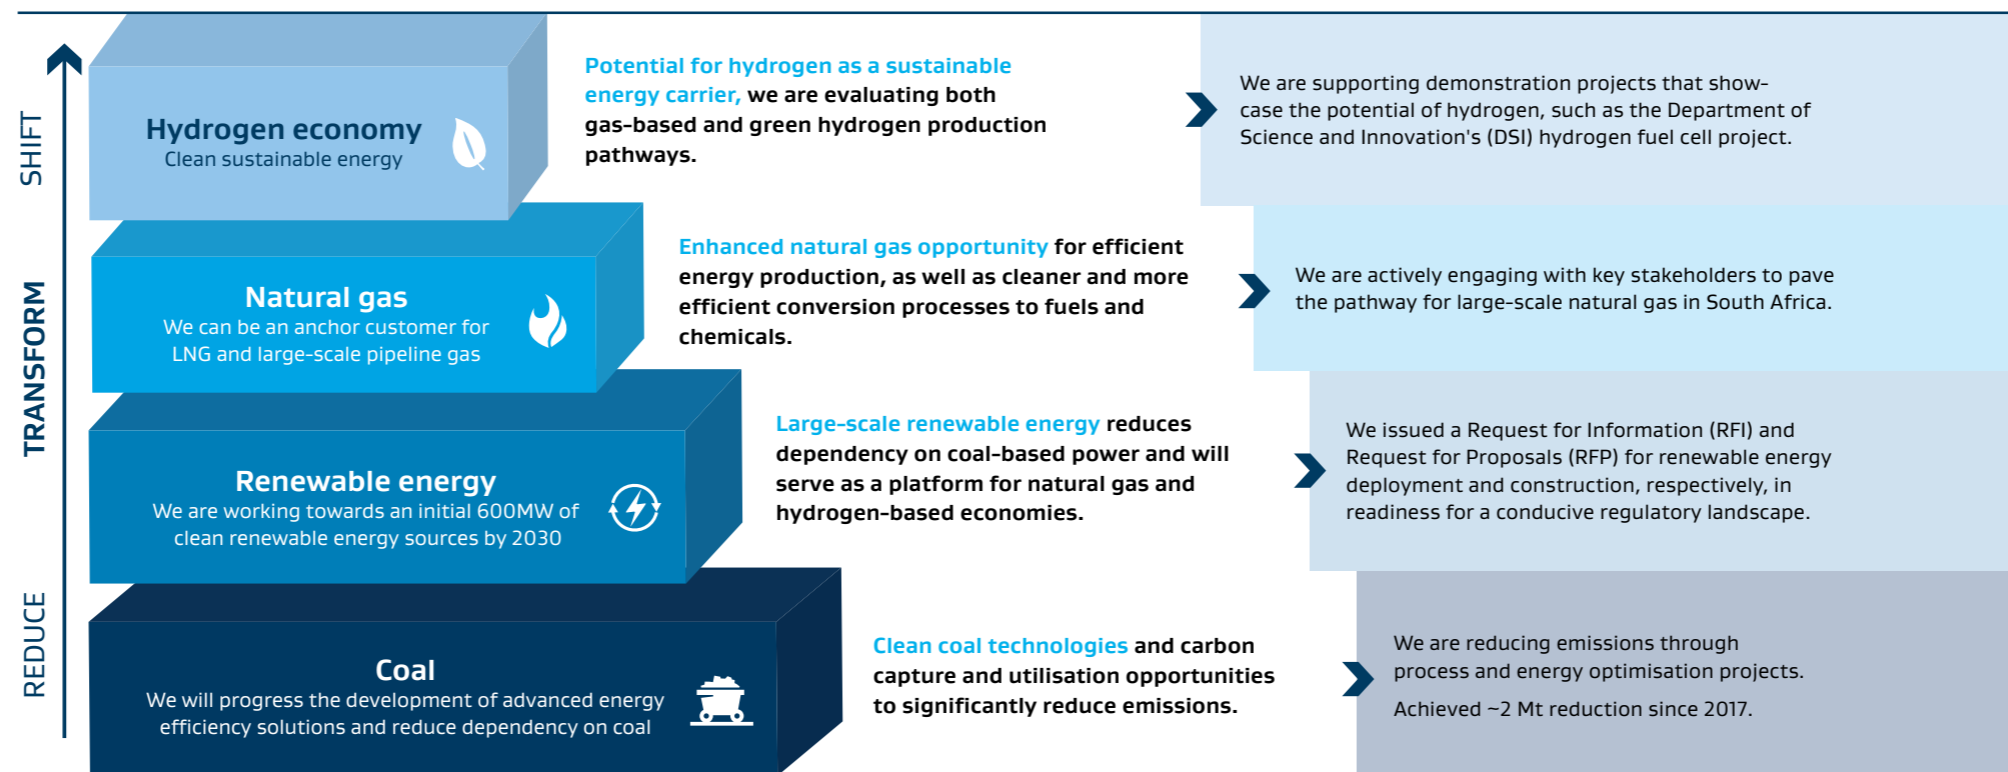 SHIFT
Hydrogen economy
Clean sustainable energy
Potential for hydrogen as a sustainable
energy carrier, we are evaluating both
gas-based and green hydrogen production
pathways.
We are supporting demonstration projects that show-
case the potential of hydrogen, such as the Department of
Science and Innovation's (DSI) hydrogen fuel cell project.
TRANSFORM
Natural gas
We can be an anchor customer for
LNG and large-scale pipeline gas
Enhanced natural gas opportunity for efficient
energy production, as well as cleaner and more
efficient conversion processes to fuels and
chemicals.
We are actively engaging with key stakeholders to pave
the pathway for large-scale natural gas in South Africa.
Renewable energy
We are working towards an initial 600MW of
clean renewable energy sources by 2030
Large-scale renewable energy reduces
dependency on coal-based power and will
serve as a platform for natural gas and
hydrogen-based economies.
We issued a Request for Information (RFI) and
Request for Proposals (RFP) for renewable energy
deployment and construction, respectively, in
readiness for a conducive regulatory landscape.
REDUCE
Coal
We will progress the development of advanced energy
efficiency solutions and reduce dependency on coal
Clean coal technologies and carbon
capture and utilisation opportunities
to significantly reduce emissions.
We are reducing emissions through
process and energy optimisation projects.
Achieved ~2 Mt reduction since 2017.